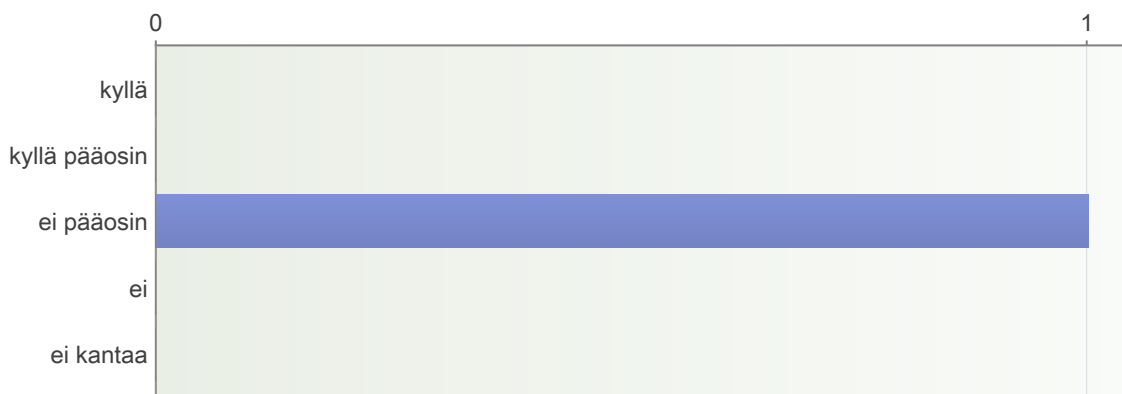 0 1
kyllä
kyllä pääosin
ei pääosin
ei
ei kantaa